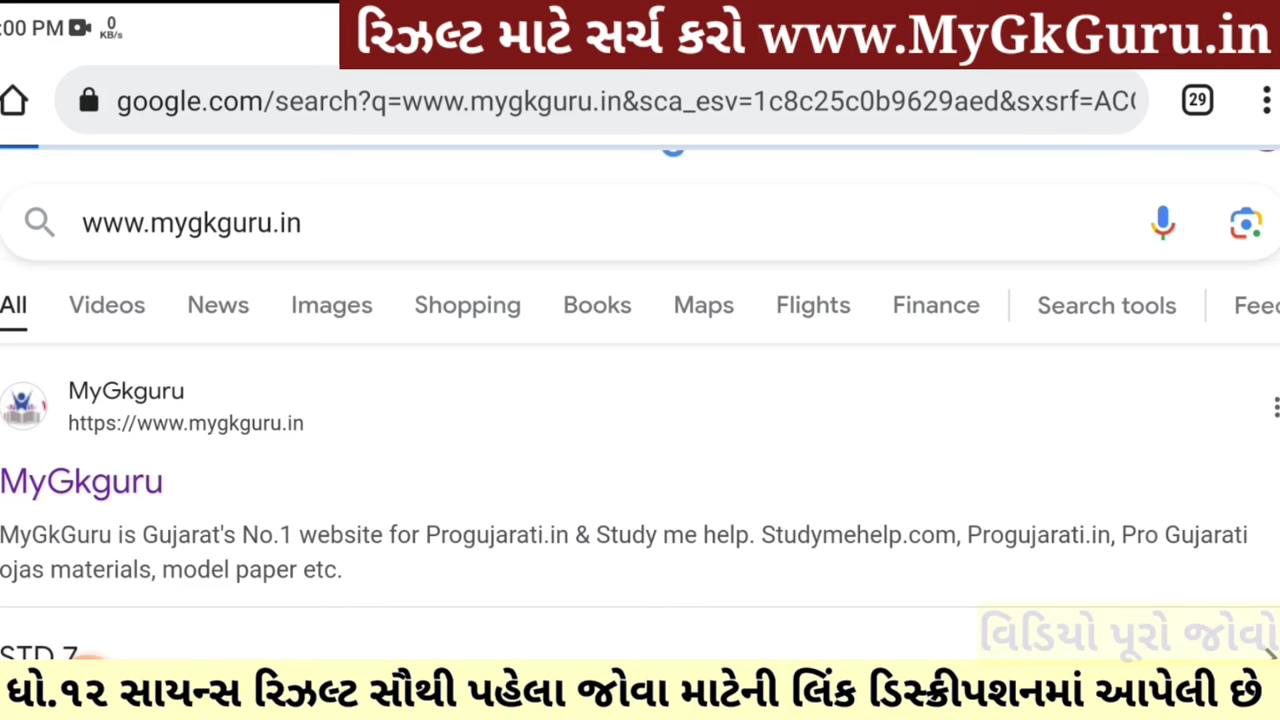 :00 PM 0 KB/s
રિઝલ્ટ માટે સર્ચ કરો www.MyGkGuru.in
google.com/search?q=www.mygkguru.in&sca_esv=1c8c25c0b9629aed&sxsrf=AC
29
www.mygkguru.in
All Videos News Images Shopping Books Maps Flights Finance Search tools Feed
MyGkguru
https://www.mygkguru.in
MyGkguru
MyGkGuru is Gujarat's No.1 website for Progujarati.in & Study me help. Studymehelp.com, Progujarati.in, Pro Gujarati
ojas materials, model paper etc.
STD 7
વિડિયો પૂરો જોવો
ધો.૧૨ સાયન્સ રિઝલ્ટ સૌથી પહેલા જોવા માટેની લિંક ડિસ્ક્રીપશનમાં આપેલી છે